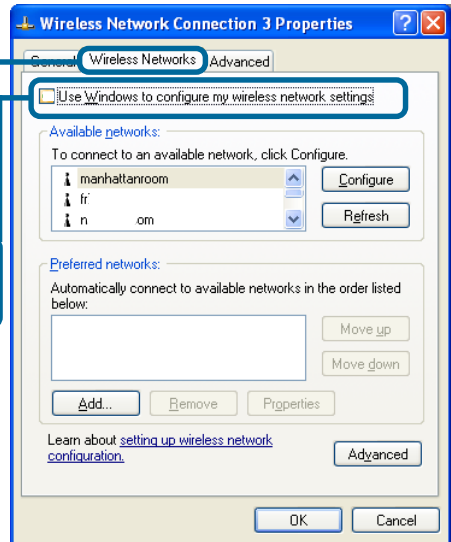 Wireless Network Connection 3 Properties
General Wireless Networks Advanced
Use Windows to configure my wireless network settings
Available networks:
To connect to an available network, click Configure.
manhattanroom
Configure
fr
Refresh
n om
Preferred networks:
Automatically connect to available networks in the order listed
below:
Move up
Move down
Add... Remove Properties
Learn about setting up wireless network
configuration.
Advanced
OK Cancel